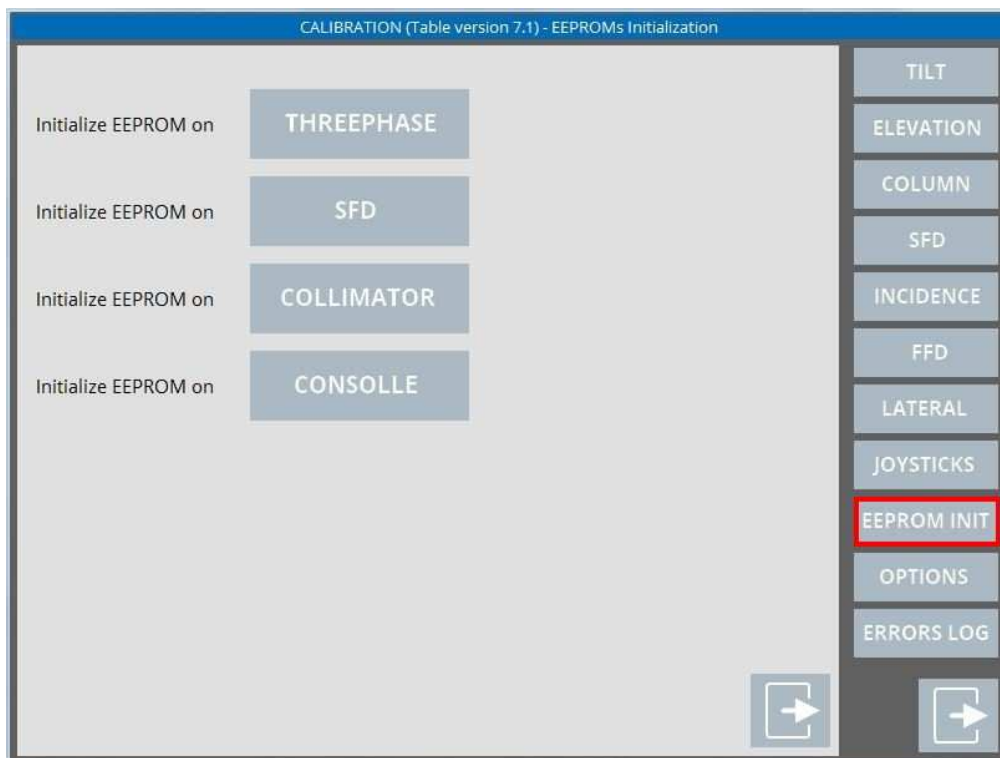 CALIBRATION (Table version 7.1) - EEPROMs Initialization
Initialize EEPROM on THREEPHASE
Initialize EEPROM on SFD
Initialize EEPROM on COLLIMATOR
Initialize EEPROM on CONSOLLE
TILT
ELEVATION
COLUMN
SFD
INCIDENCE
FFD
LATERAL
JOYSTICKS
EEPROM INIT
OPTIONS
ERRORS LOG